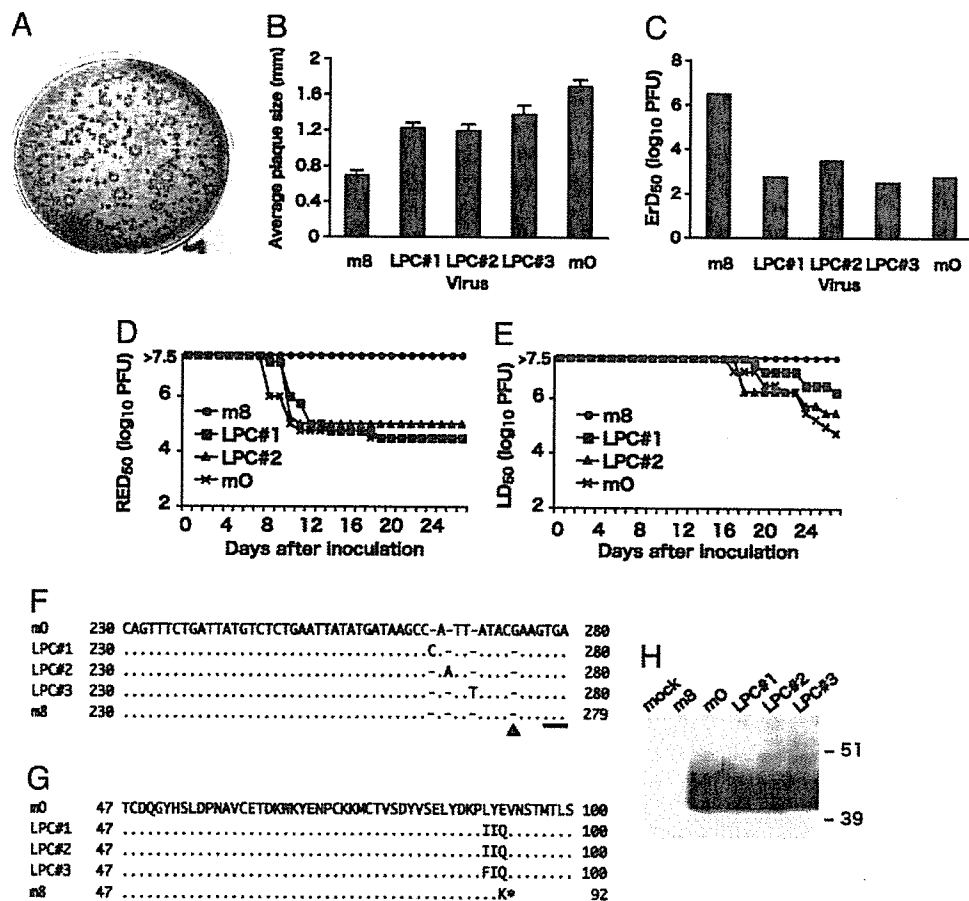 A
B
C
Average plaque size (mm)
2
1.6
1.2
0.8
0.4
0
m8 LPC#1 LPC#2 LPC#3 mO
Virus
ErD50 (log10 PFU)
8
6
4
2
0
m8 LPC#1 LPC#2 LPC#3 mO
Virus
D
RED50 (log10 PFU)
>7.5
6
4
2
m8
LPC#1
LPC#2
mO
0 4 8 12 16 20 24
Days after inoculation
E
LD50 (log10 PFU)
>7.5
6
4
2
m8
LPC#1
LPC#2
mO
0 4 8 12 16 20 24
Days after inoculation
F
mO 230 CAGTTTCTGATTATGTCTCTGAATTATATGATAAGCC-A-TT-ATACGAAGTGA 280
LPC#1 230 .....................................C.-..-....-...... 280
LPC#2 230 .....................................-.A..-....-...... 280
LPC#3 230 .....................................-.-..T....-...... 280
m8 230 .....................................-.-..-....-...... 279
G
mO 47 TCDQGYHSLDPNAVCETDKWKYENPCKKMCTVSDYVSELYDKPLYEVNSTMTLS 100
LPC#1 47 ...........................................IIQ........ 100
LPC#2 47 ...........................................IIQ........ 100
LPC#3 47 ...........................................FIQ........ 100
m8 47 .............................................K* 92
H
mock m8 mO LPC#1 LPC#2 LPC#3
- 51
- 39